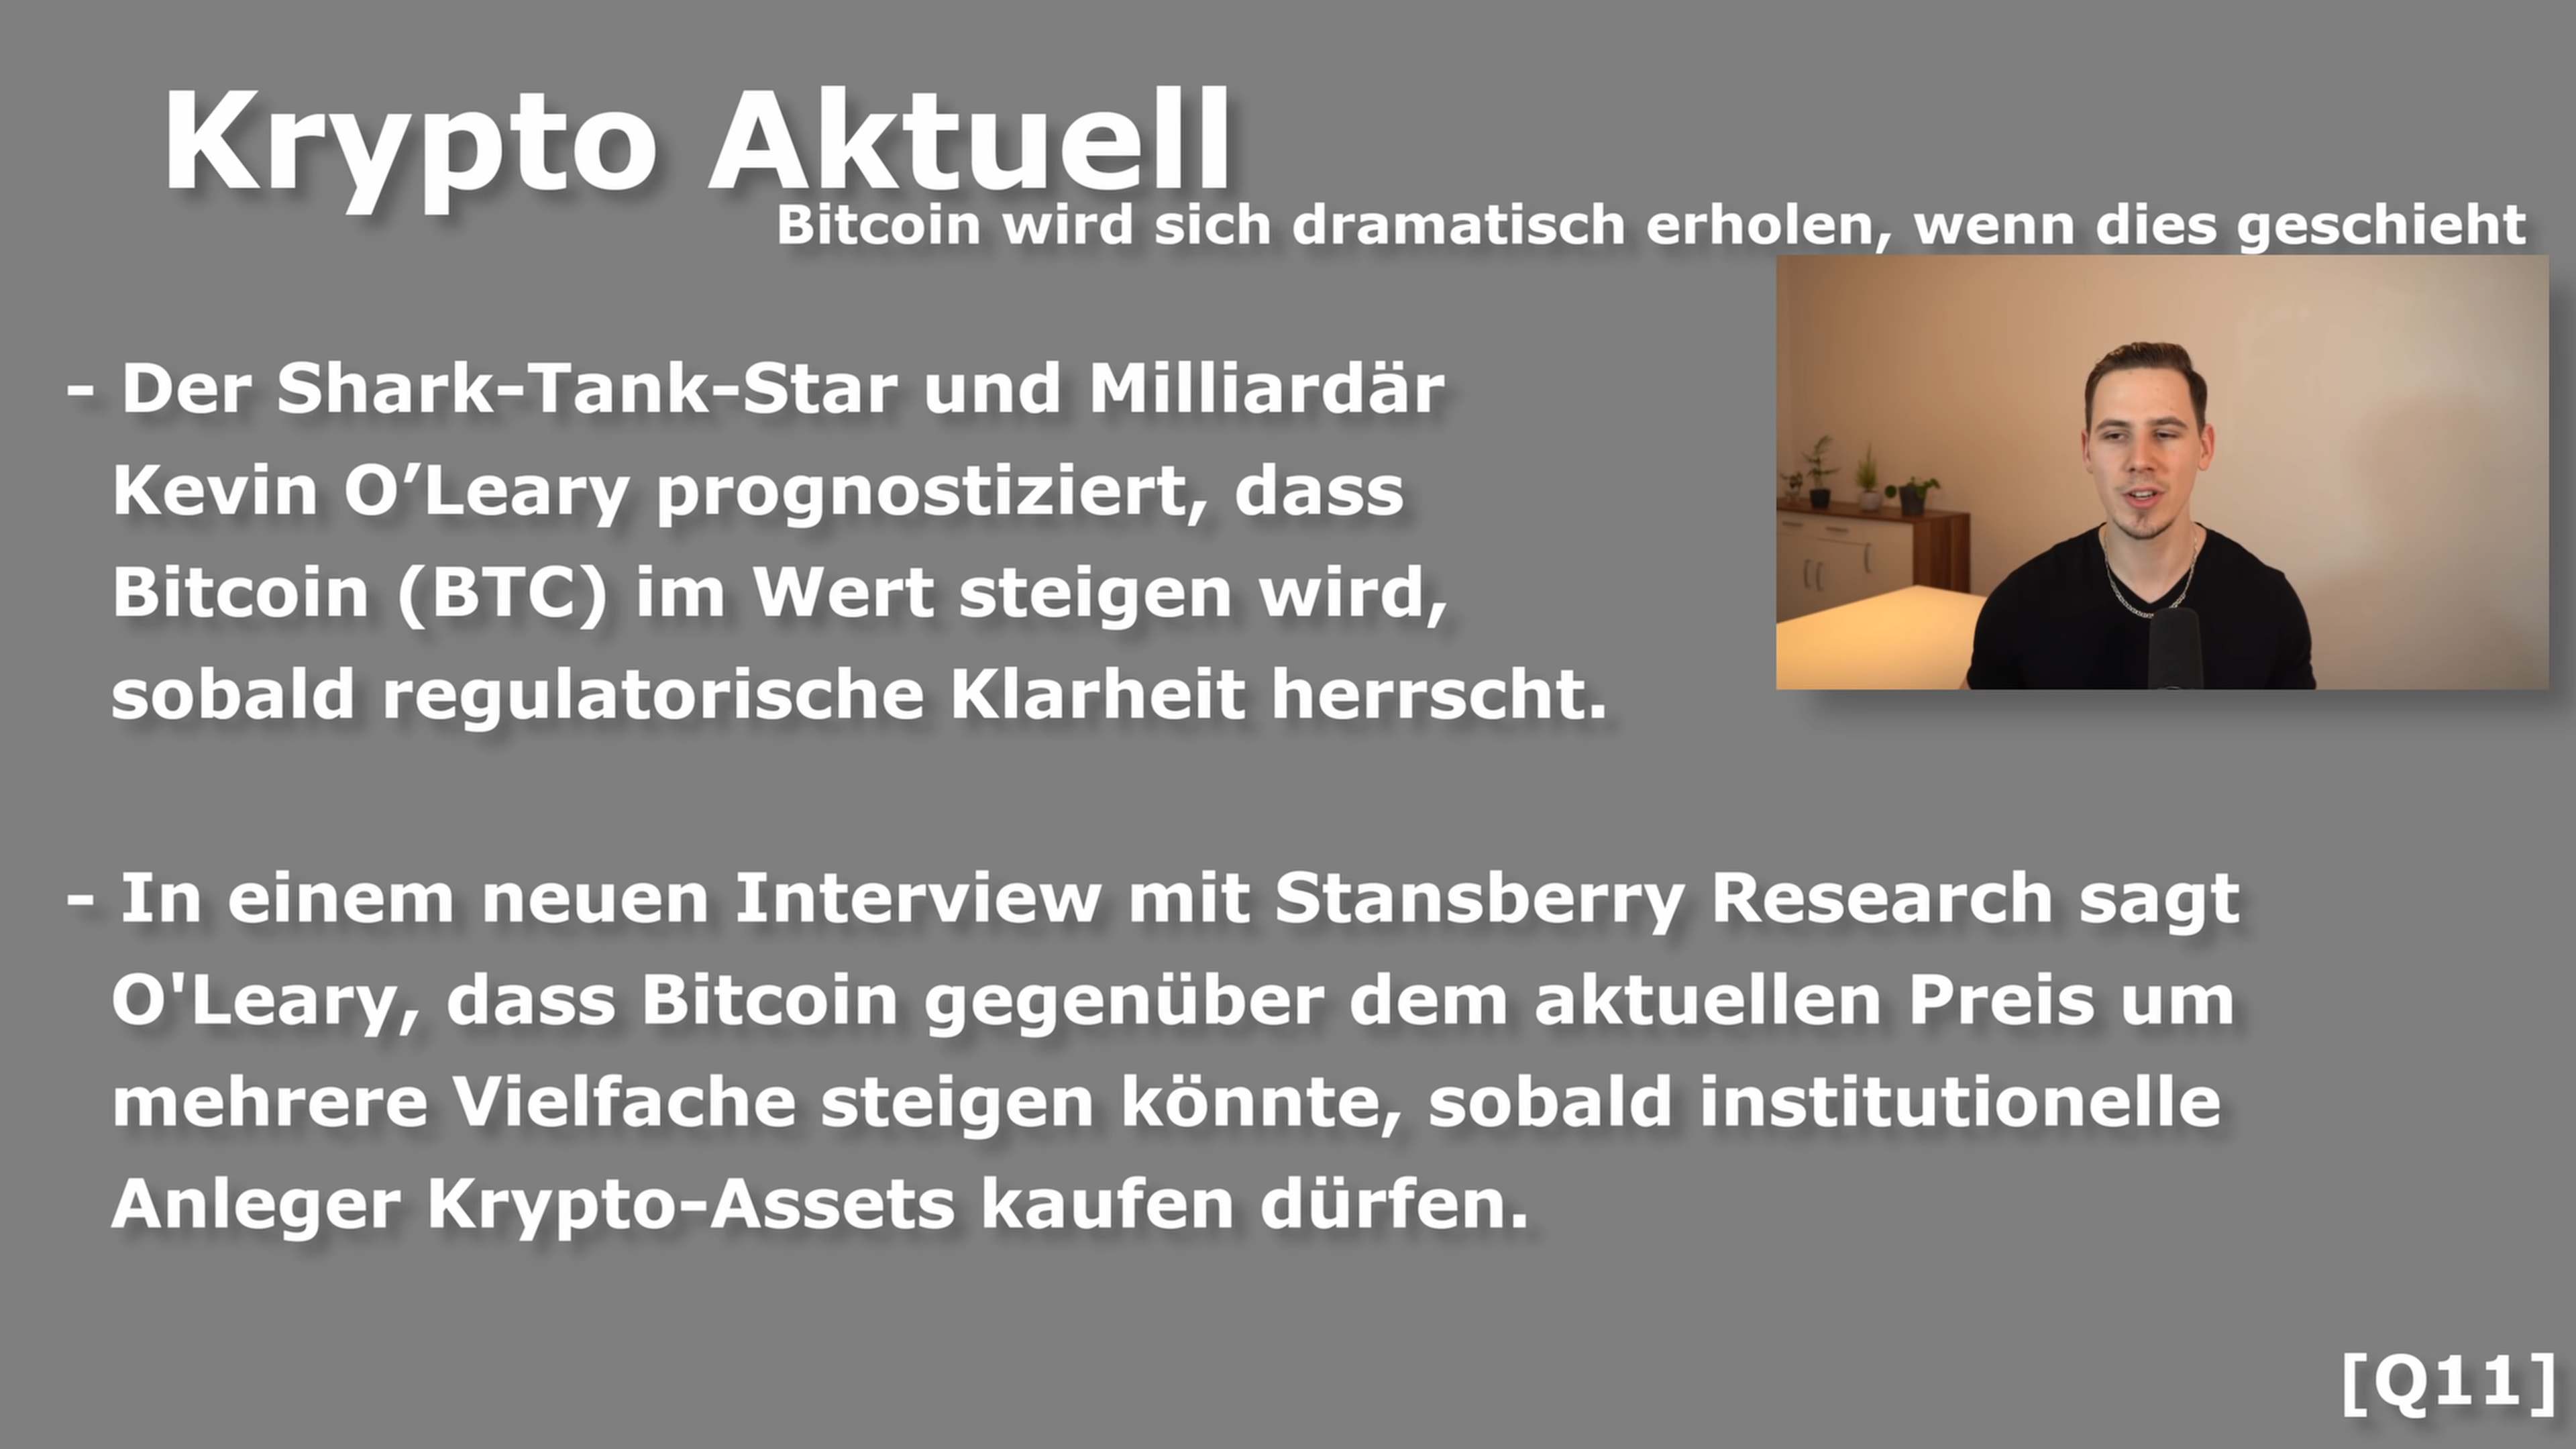 Krypto Aktuell
Bitcoin wird sich dramatisch erholen, wenn dies geschieht
- Der Shark-Tank-Star und Milliardär
Kevin O’Leary prognostiziert, dass
Bitcoin (BTC) im Wert steigen wird,
sobald regulatorische Klarheit herrscht.
- In einem neuen Interview mit Stansberry Research sagt
O'Leary, dass Bitcoin gegenüber dem aktuellen Preis um
mehrere Vielfache steigen könnte, sobald institutionelle
Anleger Krypto-Assets kaufen dürfen.
[Q11]